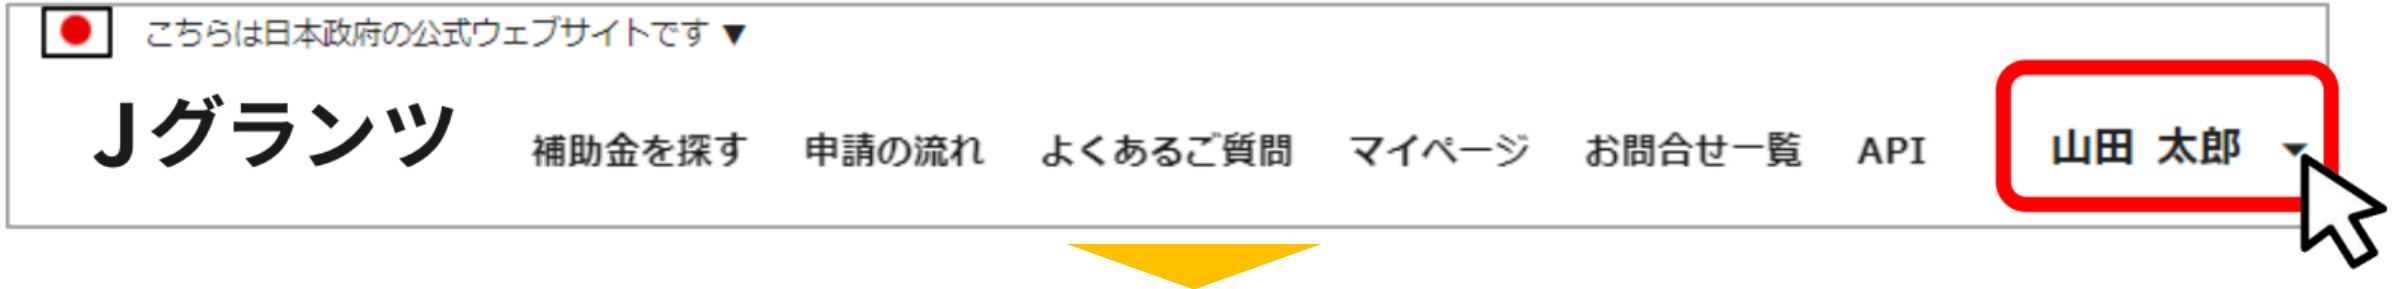 こちらは日本政府の公式ウェブサイトです ▼
Jグランツ 補助金を探す 申請の流れ よくあるご質問 マイページ お問合せ一覧 API 山田 太郎